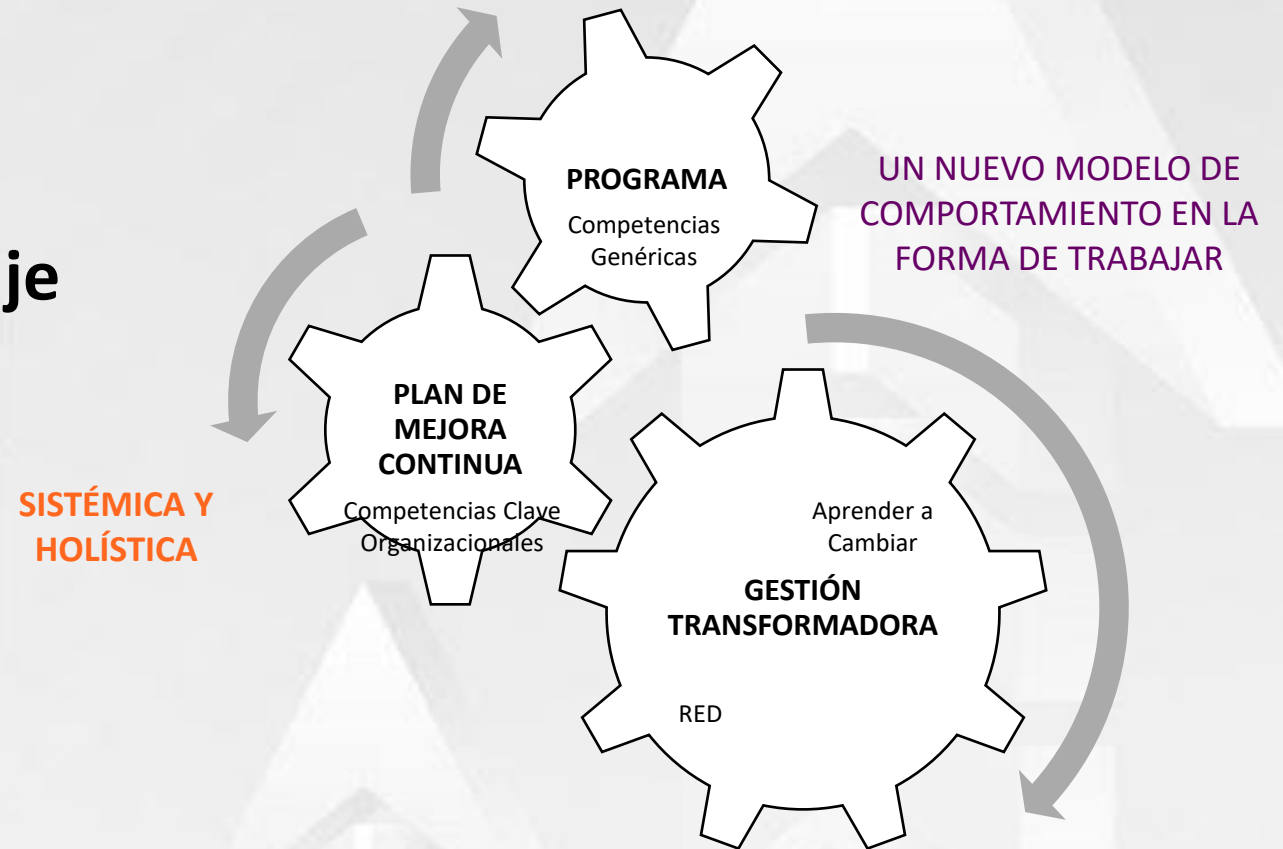 PROGRAMA
Competencias
Genéricas
UN NUEVO MODELO DE
COMPORTAMIENTO EN LA
FORMA DE TRABAJAR
je
PLAN DE
MEJORA
CONTINUA
Competencias Clave
Organizacionales
SISTÉMICA Y
HOLÍSTICA
Aprender a
Cambiar
GESTIÓN
TRANSFORMADORA
RED